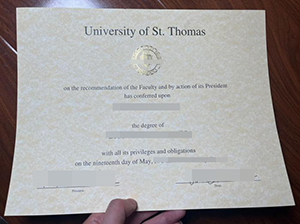 University of St. Thomas
on the recommendation of the Faculty and by action of its President
has conferred upon
the degree of
with all its privileges and obligations
on the nineteenth day of May,